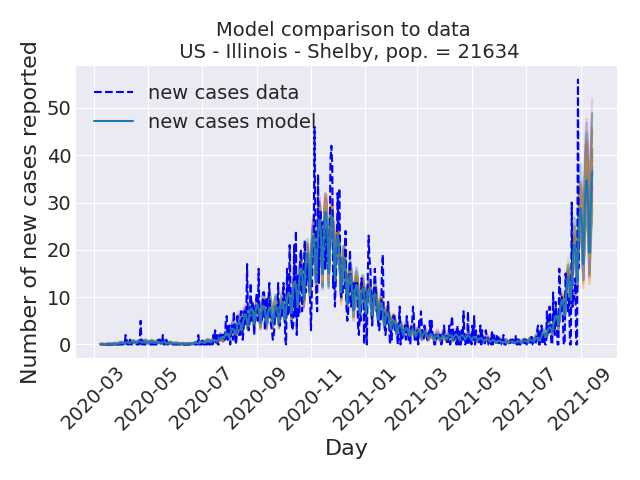 Model comparison to data
US - Illinois - Shelby, pop. = 21634
Number of new cases reported
50
40
30
20
10
0
new cases data
new cases model
2020-03
2020-05
2020-07
2020-09
2020-11
2021-01
2021-03
2021-05
2021-07
2021-09
Day